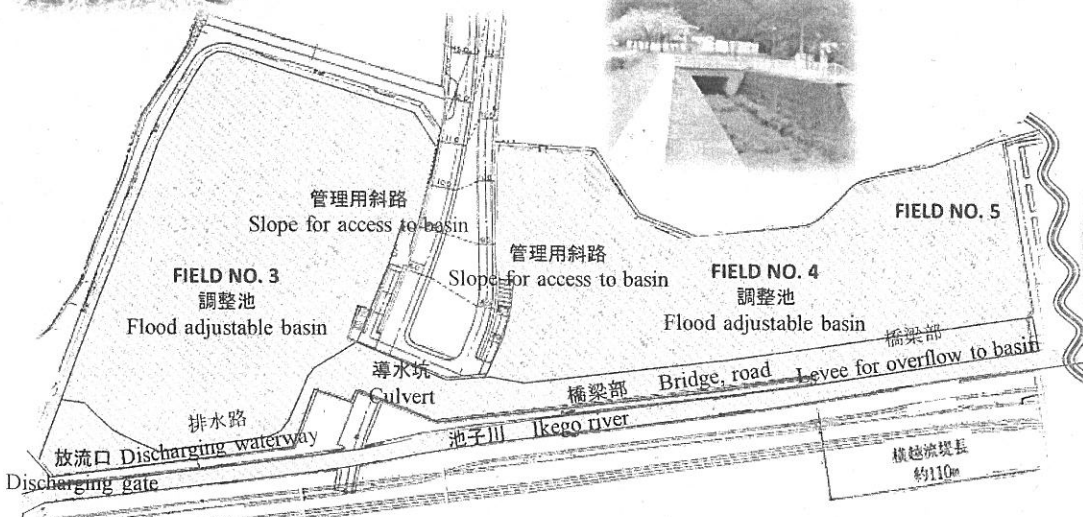 管理用斜路
Slope for access to basin
管理用斜路
Slope for access to basin
FIELD NO. 3
調整池
Flood adjustable basin
FIELD NO. 4
調整池
Flood adjustable basin
FIELD NO. 5
導水坑
Culvert
橋梁部
橋梁部 Bridge, road
Levee for overflow to basin
排水路
放流口 Discharging waterway
Discharging gate
池子川 Ikego river
横越流堤長
約110m